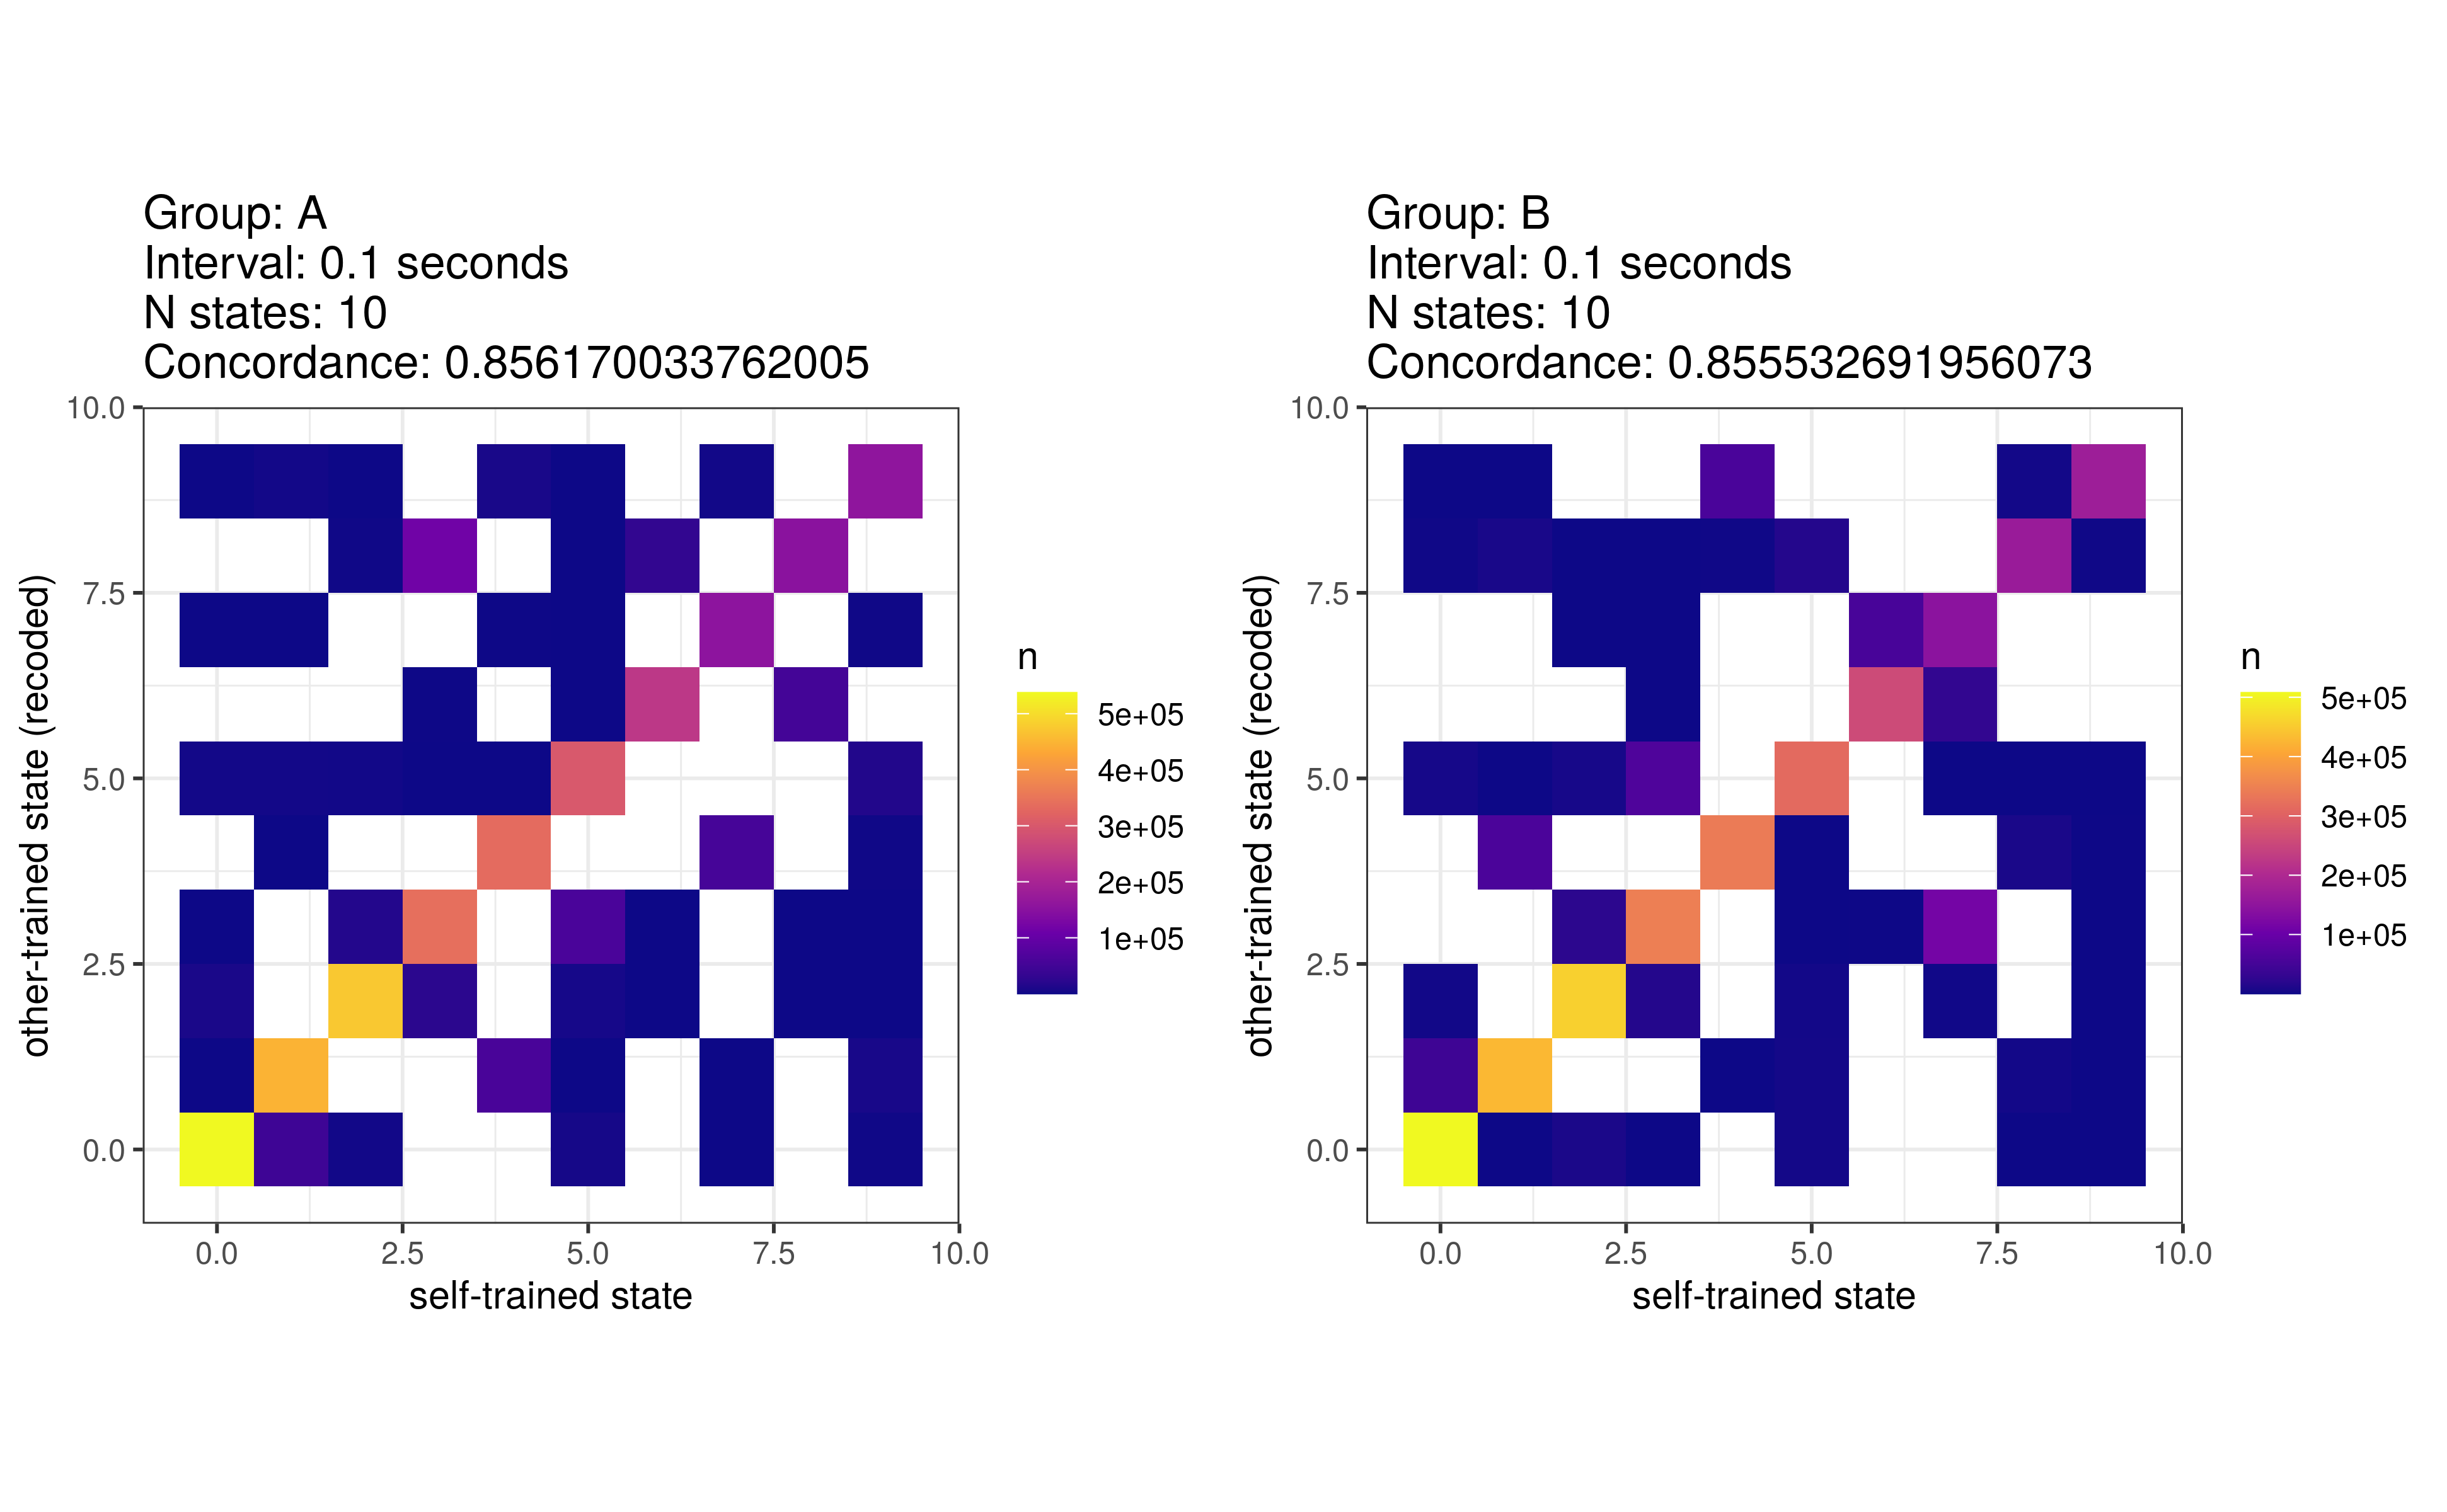 Group: A
Interval: 0.1 seconds
N states: 10
Concordance: 0.856170033762005
10.0
7.5
5.0
2.5
0.0
other-trained state (recoded)
0.0 2.5 5.0 7.5 10.0
self-trained state
n
5e+05
4e+05
3e+05
2e+05
1e+05
Group: B
Interval: 0.1 seconds
N states: 10
Concordance: 0.855532691956073
10.0
7.5
5.0
2.5
0.0
other-trained state (recoded)
0.0 2.5 5.0 7.5 10.0
self-trained state
n
5e+05
4e+05
3e+05
2e+05
1e+05